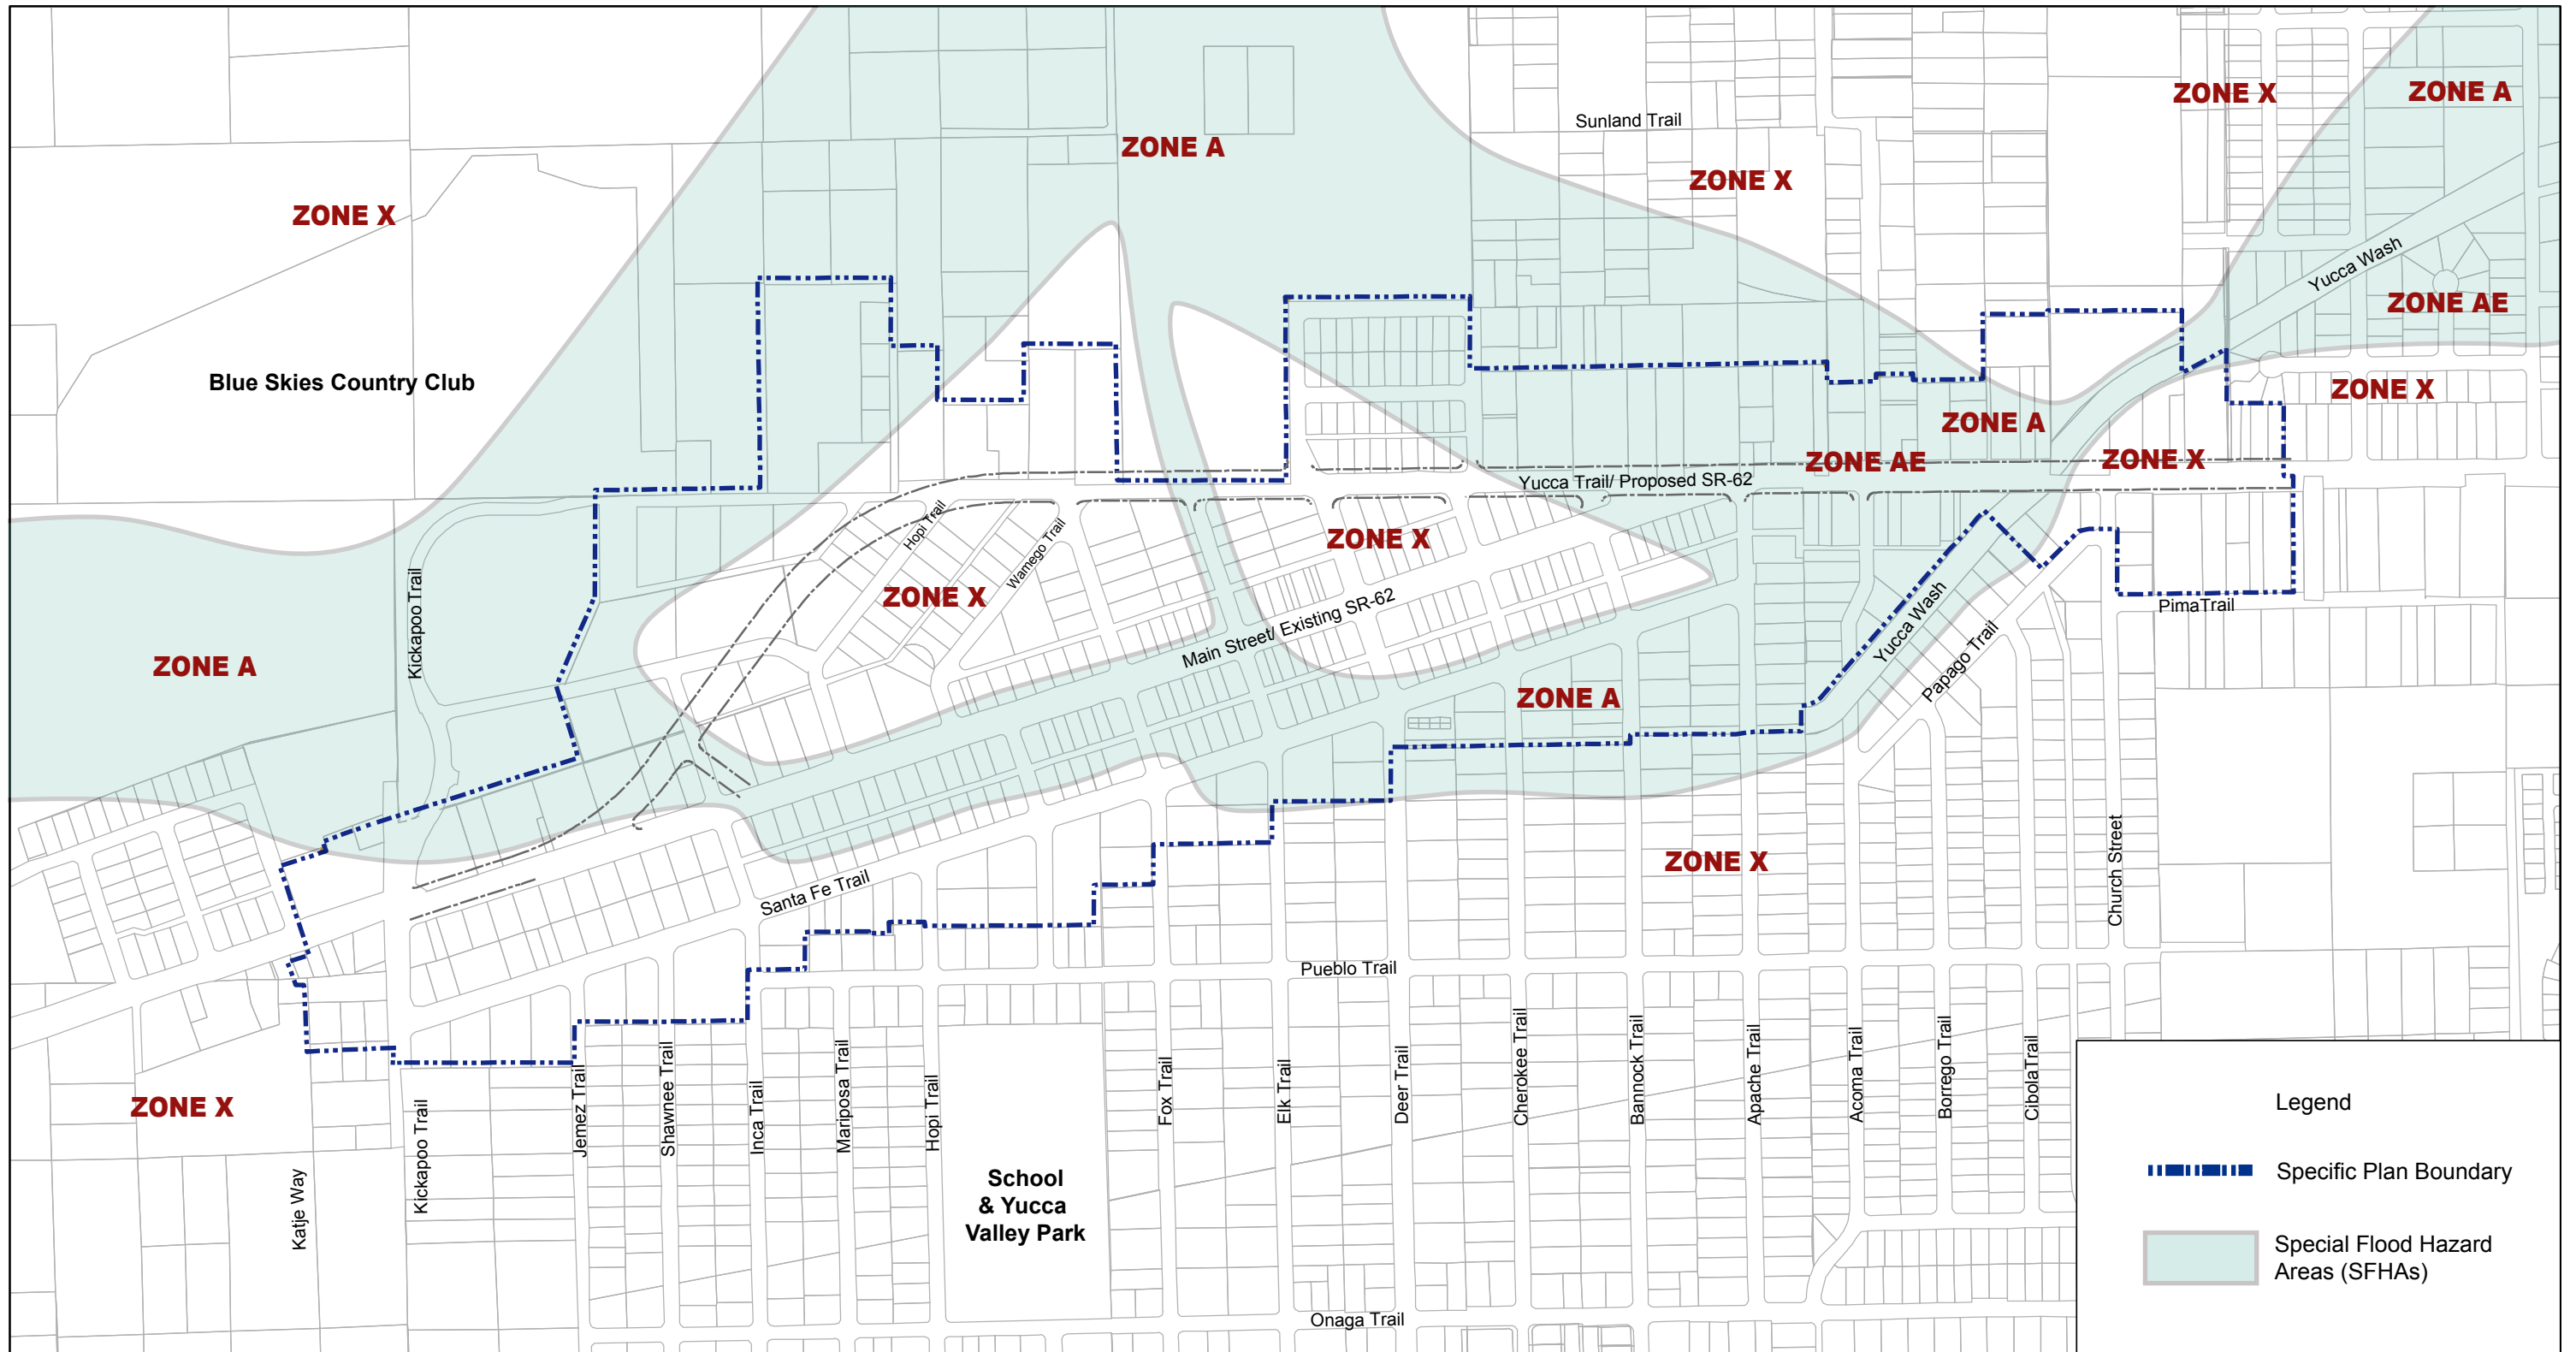 ZONE X
ZONE A
Sunland Trail
ZONE A
ZONE X
ZONE X
Yucca Wash
ZONE AE
Blue Skies Country Club
ZONE X
ZONE A
ZONE AE
ZONE X
Yucca Trail/ Proposed SR-62
Hopi Trail
Wamego Trail
ZONE X
ZONE X
Main Street/ Existing SR-62
Kickapoo Trail
ZONE A
ZONE A
Yucca Wash
Papago Trail
PimaTrail
Santa Fe Trail
ZONE X
Church Street
Pueblo Trail
ZONE X
Katje Way
Kickapoo Trail
Jemez Trail
Shawnee Trail
Inca Trail
Mariposa Trail
Hopi Trail
School
& Yucca
Valley Park
Fox Trail
Elk Trail
Deer Trail
Cherokee Trail
Bannock Trail
Apache Trail
Acoma Trail
Borrego Trail
CibolaTrail
Onaga Trail
Legend
Specific Plan Boundary
Special Flood Hazard
Areas (SFHAs)